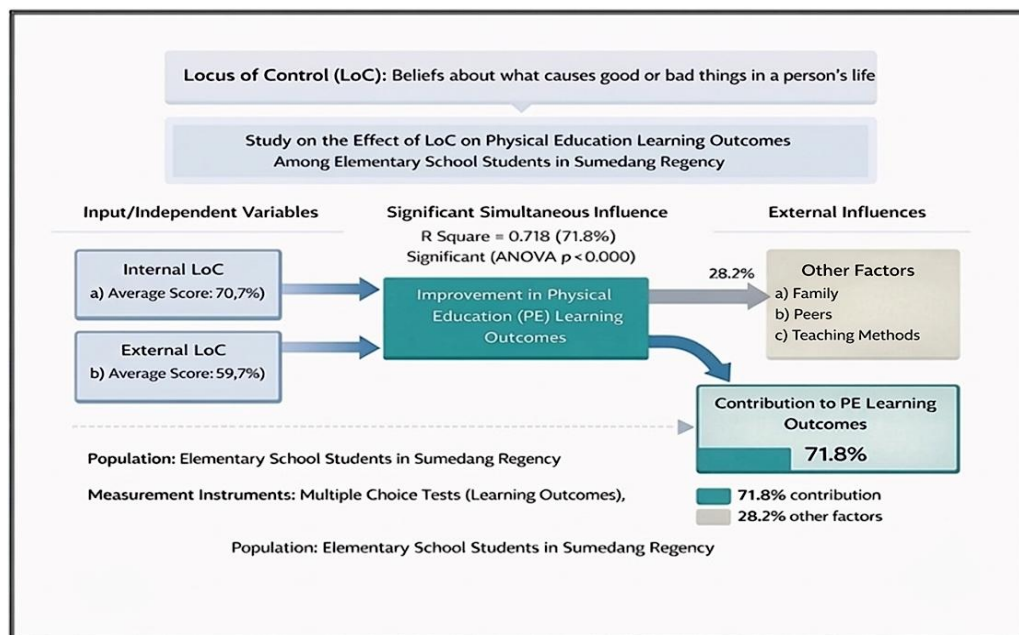 Locus of Control (LoC): Beliefs about what causes good or bad things in a person's life
Study on the Effect of LoC on Physical Education Learning Outcomes
Among Elementary School Students in Sumedang Regency
Input/Independent Variables
Internal LoC
a) Average Score: 70,7%)
External LoC
b) Average Score: 59,7%)
Significant Simultaneous Influence
R Square = 0.718 (71.8%)
Significant (ANOVA p < 0.000)
Improvement in Physical
Education (PE) Learning
Outcomes
External Influences
28.2%
Other Factors
a) Family
b) Peers
c) Teaching Methods
Contribution to PE Learning
Outcomes
71.8%
71.8% contribution
28.2% other factors
Population: Elementary School Students in Sumedang Regency
Measurement Instruments: Multiple Choice Tests (Learning Outcomes),
Population: Elementary School Students in Sumedang Regency